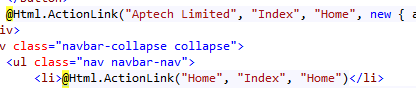 @Html.ActionLink("Aptech Limited", "Index", "Home", new { a
iv>
v class="navbar-collapse collapse">
<ul class="nav navbar-nav">
<li>@Html.ActionLink("Home", "Index", "Home")</li>